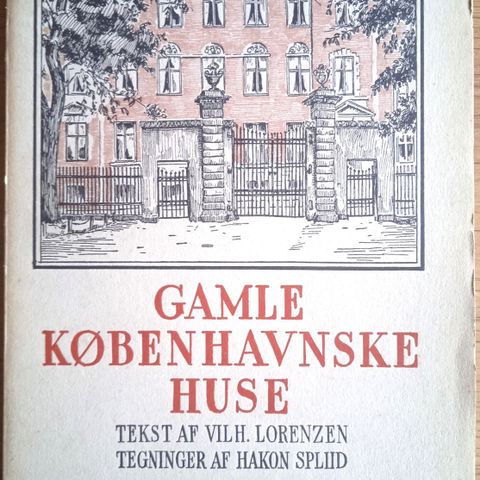 GAMLE
KØBENHAVNSKE
HUSE
TEKST AF VILH. LORENZEN
TEGNINGER AF HAKON SPLIID